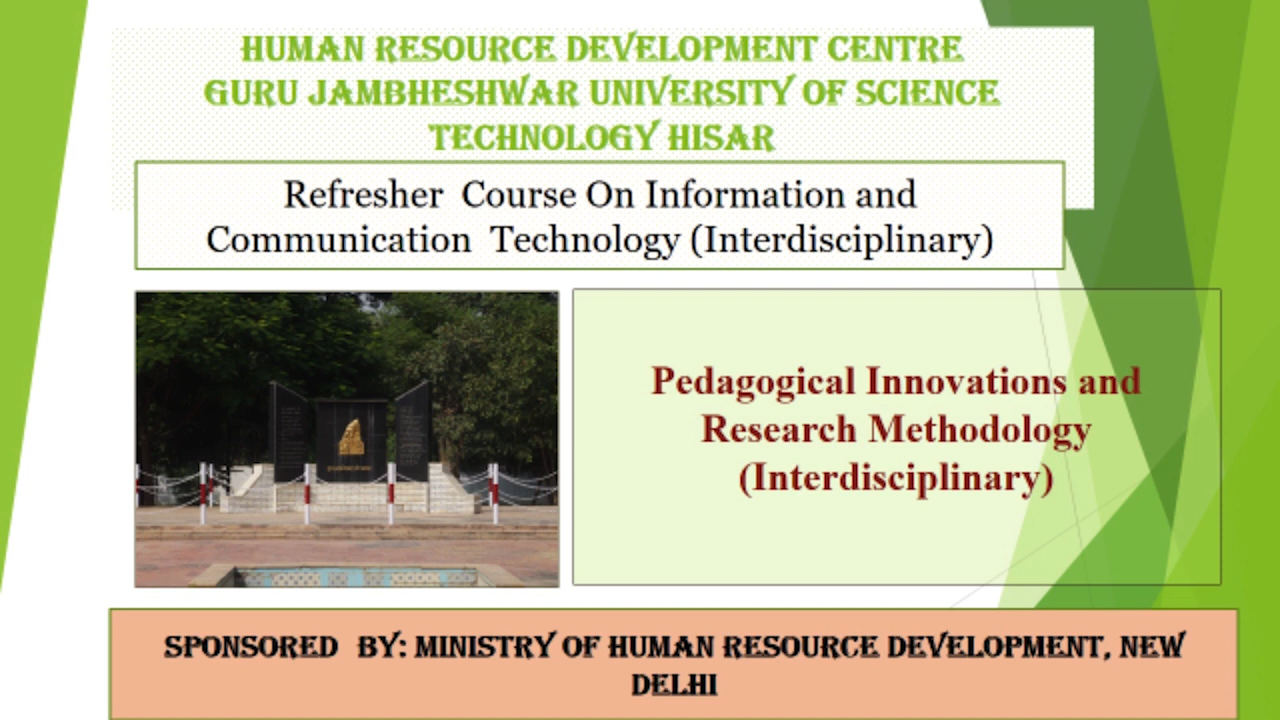 HUMAN RESOURCE DEVELOPMENT CENTRE
GURU JAMBHESHWAR UNIVERSITY OF SCIENCE
TECHNOLOGY HISAR
Refresher Course On Information and
Communication Technology (Interdisciplinary)
Pedagogical Innovations and
Research Methodology
(Interdisciplinary)
SPONSORED BY: MINISTRY OF HUMAN RESOURCE DEVELOPMENT, NEW
DELHI